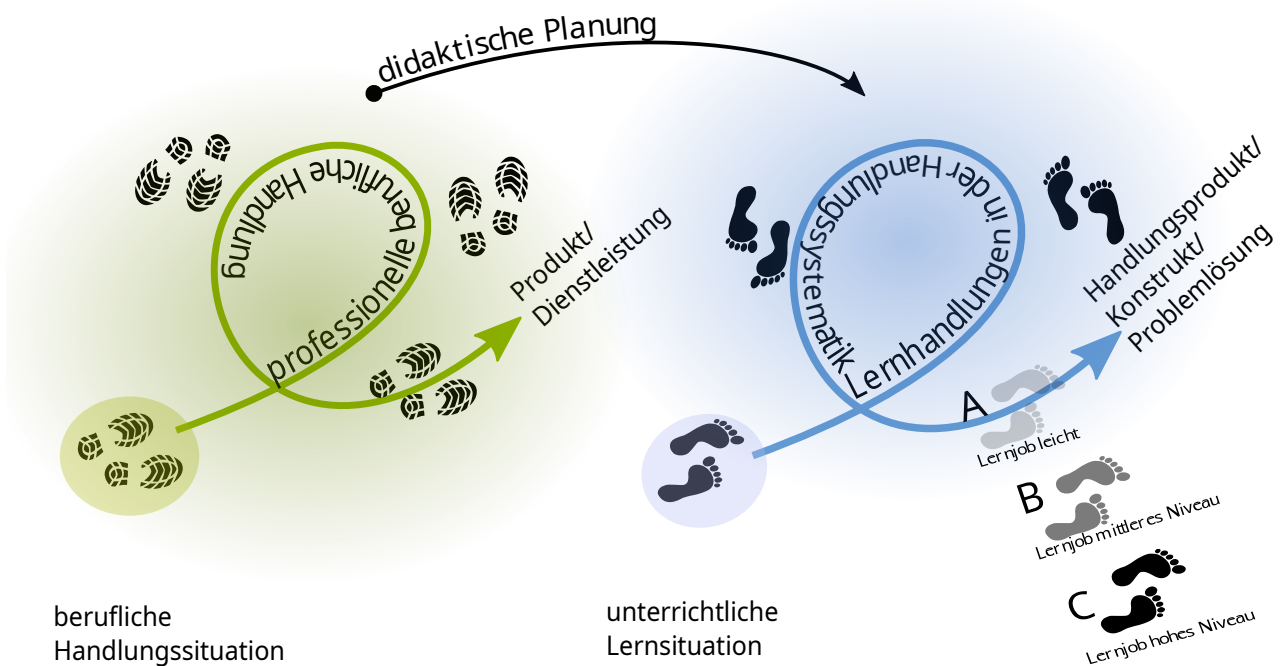 didaktische Planung
professionelle berufliche Handlung
Produkt/
Dienstleistung
Lernhandlungen in der Handlungssystematik
Handlungsprodukt/
Konstrukt/
Problemlösung
A
Lernjob leicht
B
Lernjob mittleres Niveau
C
Lernjob hohes Niveau
berufliche
Handlungssituation
unterrichtliche
Lernsituation